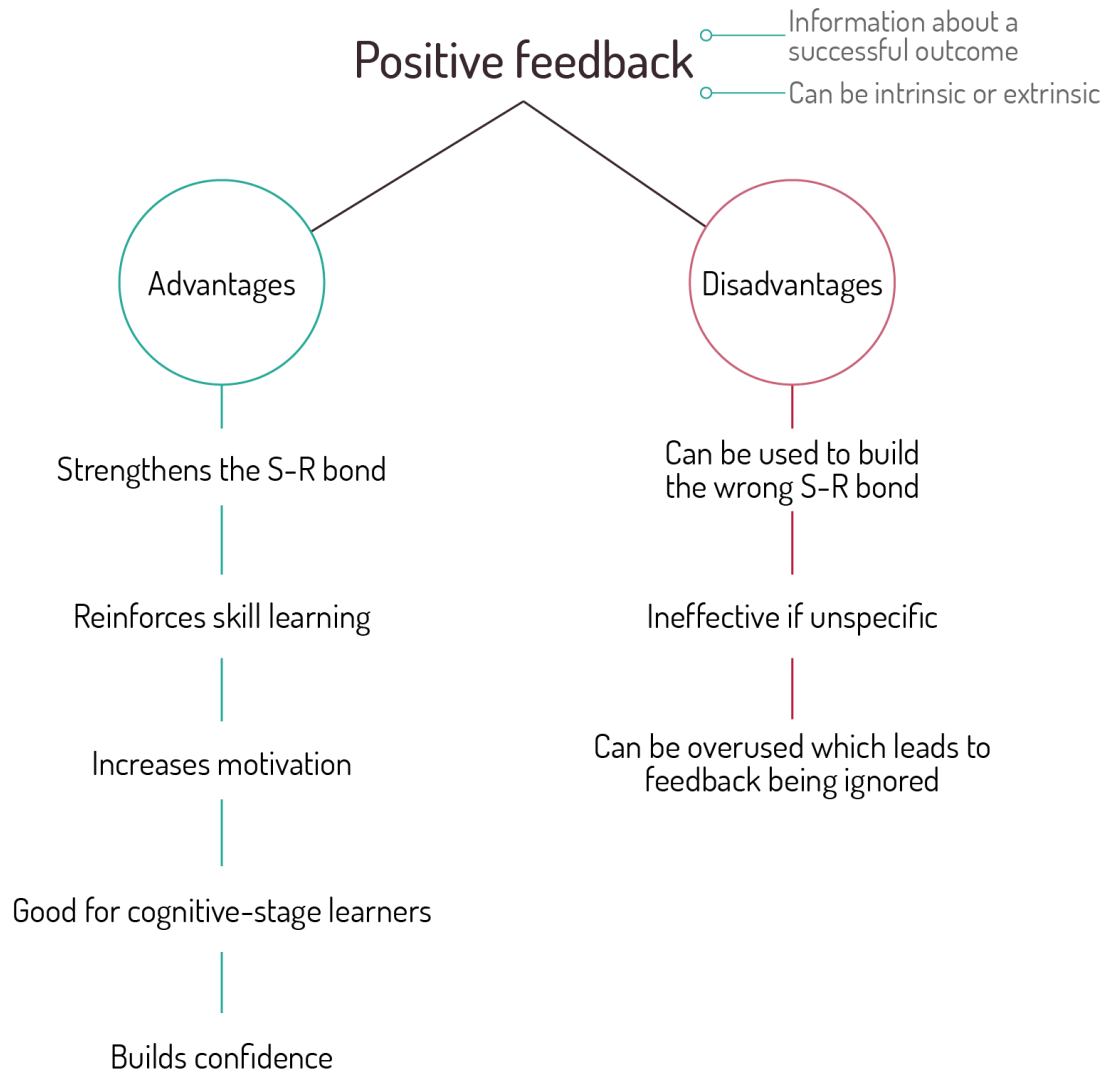 Positive feedback
Information about a
successful outcome
Can be intrinsic or extrinsic
Advantages
Strengthens the S-R bond
Reinforces skill learning
Increases motivation
Good for cognitive-stage learners
Builds confidence
Disadvantages
Can be used to build
the wrong S-R bond
Ineffective if unspecific
Can be overused which leads to
feedback being ignored